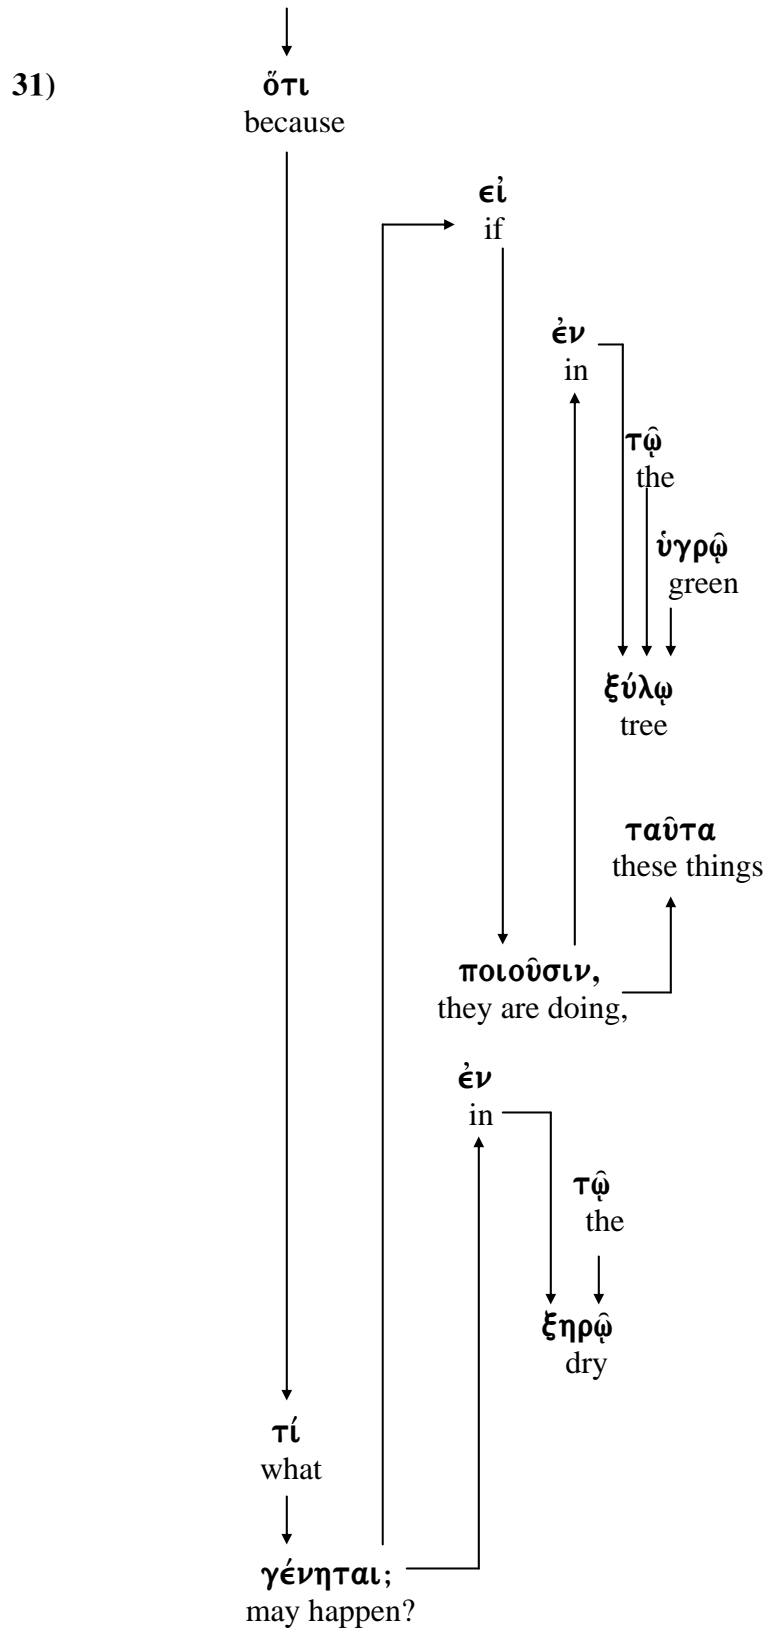 31) ὅτι
because
εἰ
if
ἐν
in
τῷ
the
ὑγρῷ
green
ξύλῳ
tree
ταῦτα
these things
ποιοῦσιν,
they are doing,
ἐν
in
τῷ
the
ξηρῷ
dry
τί
what
γένηται;
may happen?